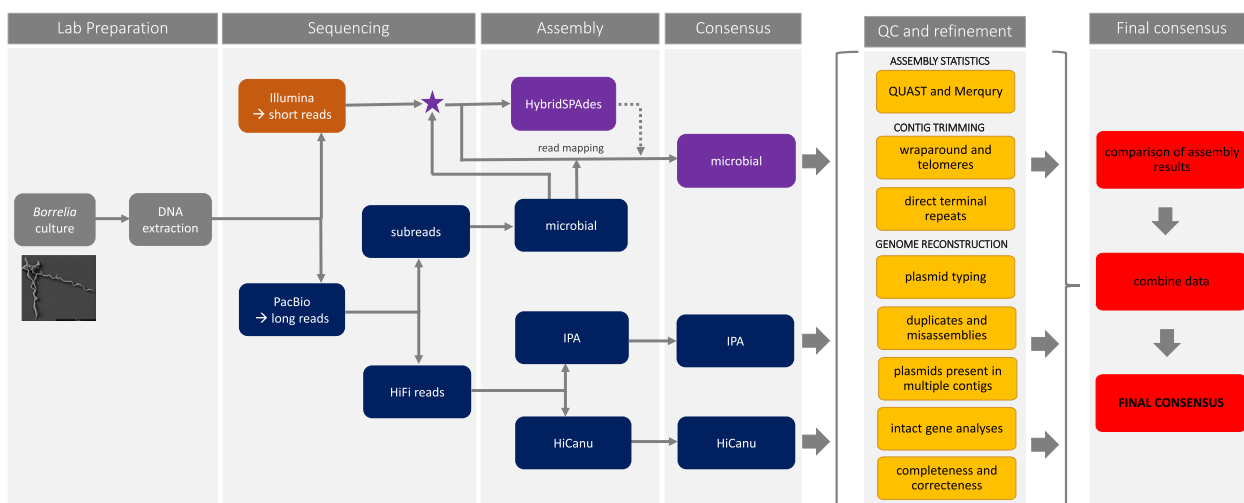 Lab Preparation
Sequencing
Assembly
Consensus
QC and refinement
Final consensus
Borrelia
culture
DNA
extraction
Illumina
→ short reads
PacBio
→ long reads
subreads
HiFi reads
HybridSPAdes
read mapping
microbial
IPA
HiCanu
microbial
IPA
HiCanu
ASSEMBLY STATISTICS
QUAST and Merqury
CONTIG TRIMMING
wraparound and
telomeres
direct terminal
repeats
GENOME RECONSTRUCTION
plasmid typing
duplicates and
misassemblies
plasmids present in
multiple contigs
intact gene analyses
completeness and
correcteness
comparison of assembly
results
combine data
FINAL CONSENSUS